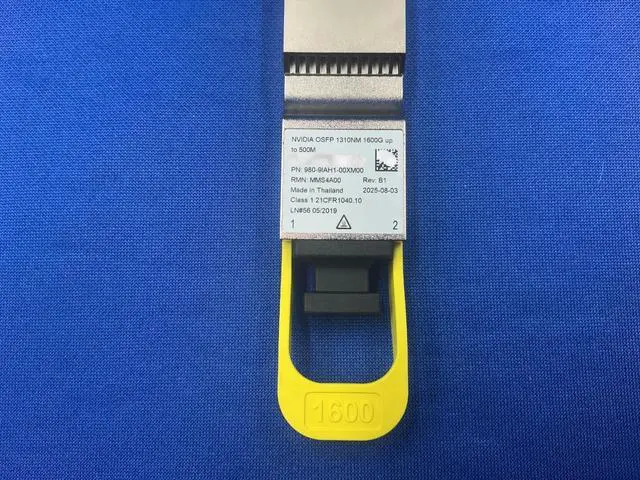 NVIDIA OSFP 1310NM 1600G up
to 500M
PN: 980-9IAH1-00XM00
RMN: MMS4A00 Rev: B1
Made in Thailand 2025-08-03
Class 1 21CFR1040.10
LN#56 05/2019
1 2
1600